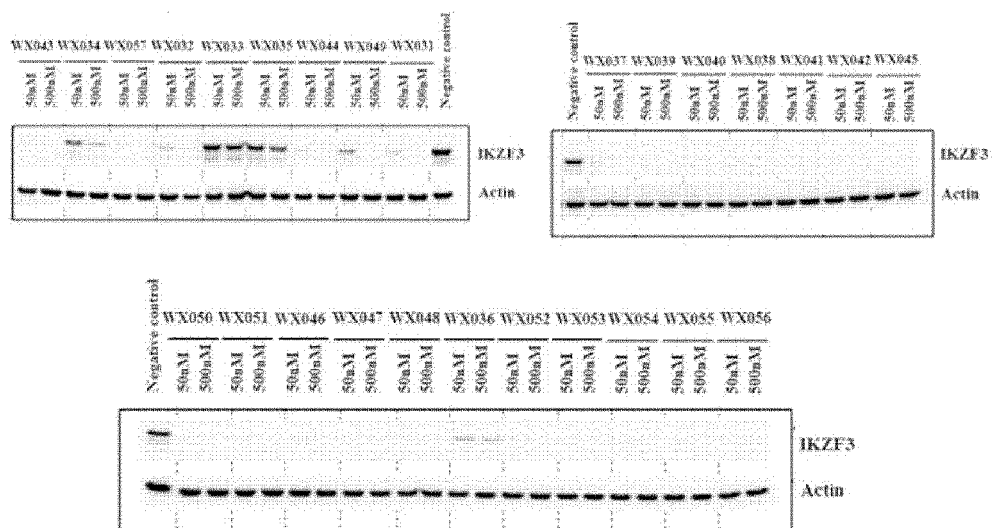 WX043 WX034 WX057 WX032 WX033 WX035 WX044 WX049 WX031 Negative control
50nM 500nM 50nM 500nM 50nM 500nM 50nM 500nM 50nM 500nM 50nM 500nM 50nM 500nM 50nM 500nM 50nM 500nM
IKZF3
Actin
Negative control WX037 WX039 WX040 WX038 WX041 WX042 WX045
50nM 500nM 50nM 500nM 50nM 500nM 50nM 500nM 50nM 500nM 50nM 500nM 50nM 500nM
IKZF3
Actin
Negative control WX050 WX051 WX046 WX047 WX048 WX036 WX052 WX053 WX054 WX055 WX056
50nM 500nM 50nM 500nM 50nM 500nM 50nM 500nM 50nM 500nM 50nM 500nM 50nM 500nM 50nM 500nM 50nM 500nM 50nM 500nM 50nM 500nM
IKZF3
Actin